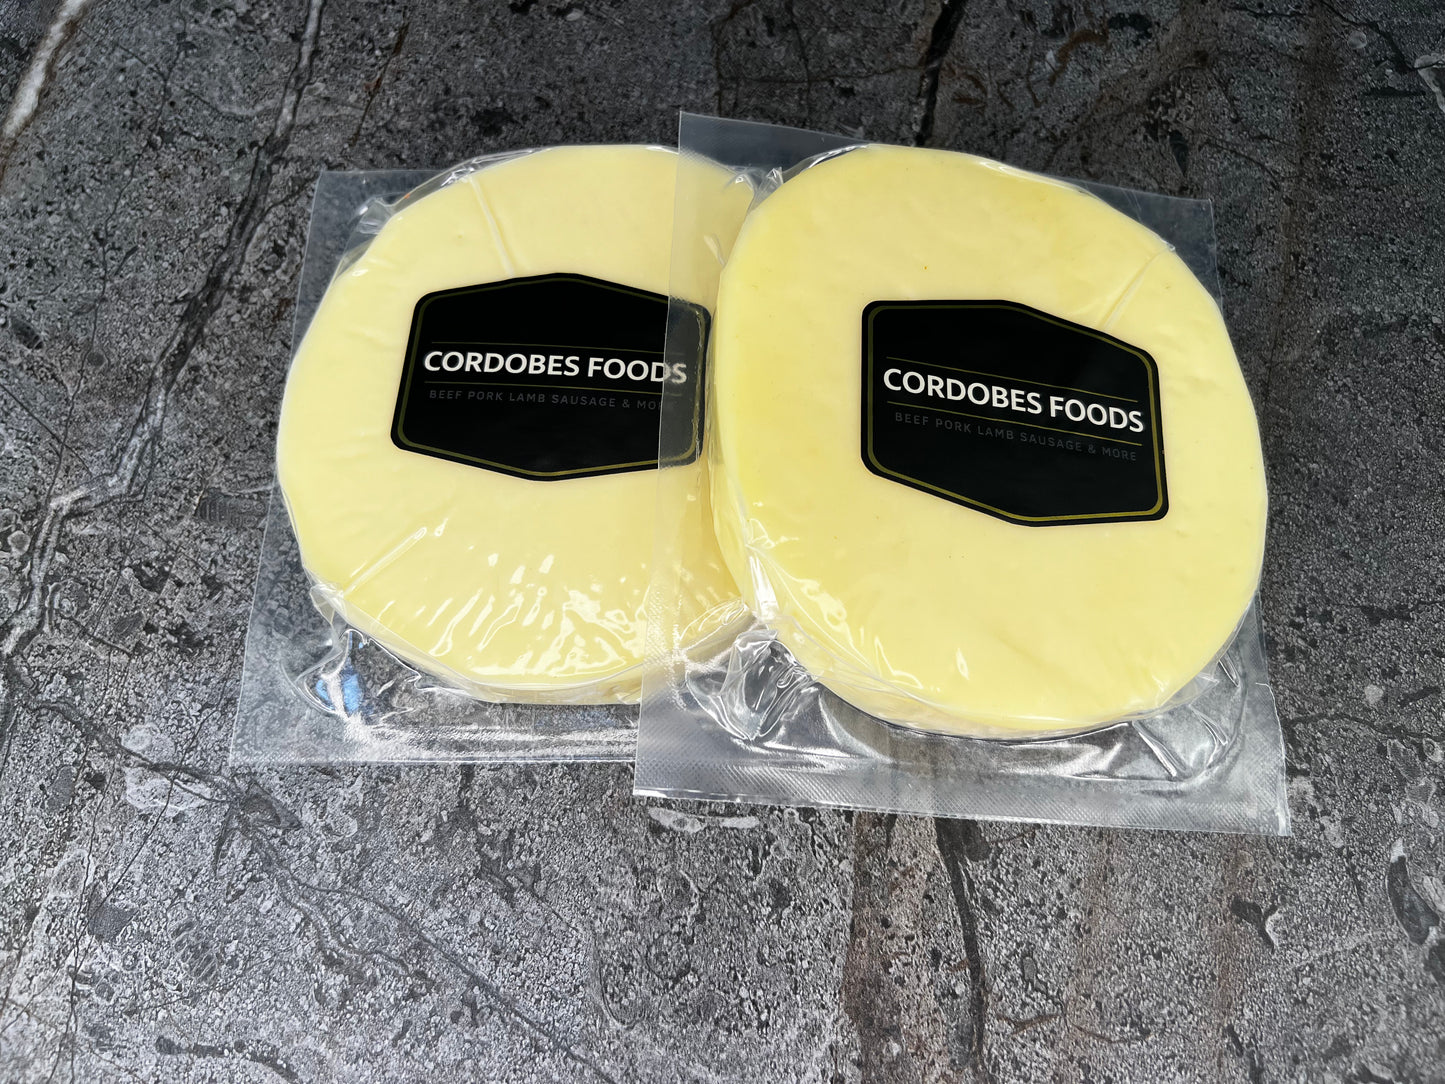 CORDOBES FOODS
BEEF PORK LAMB SAUSAGE & MORE
CORDOBES FOODS
BEEF PORK LAMB SAUSAGE & MORE